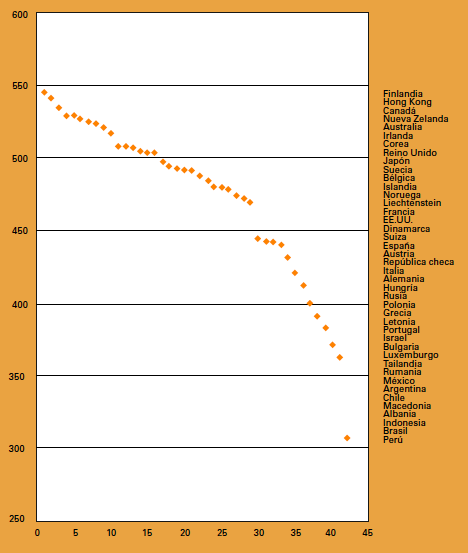 600
550
500
450
400
350
300
250
0 5 10 15 20 25 30 35 40 45
Finlandia
Hong Kong
Canadá
Nueva Zelanda
Australia
Irlanda
Corea
Reino Unido
Japón
Suecia
Bélgica
Islandia
Noruega
Liechtenstein
Francia
EE.UU.
Dinamarca
Suiza
España
Austria
República checa
Italia
Alemania
Hungría
Rusia
Polonia
Grecia
Letonia
Portugal
Israel
Bulgaria
Luxemburgo
Tailandia
Rumania
México
Argentina
Chile
Macedonia
Albania
Indonesia
Brasil
Perú